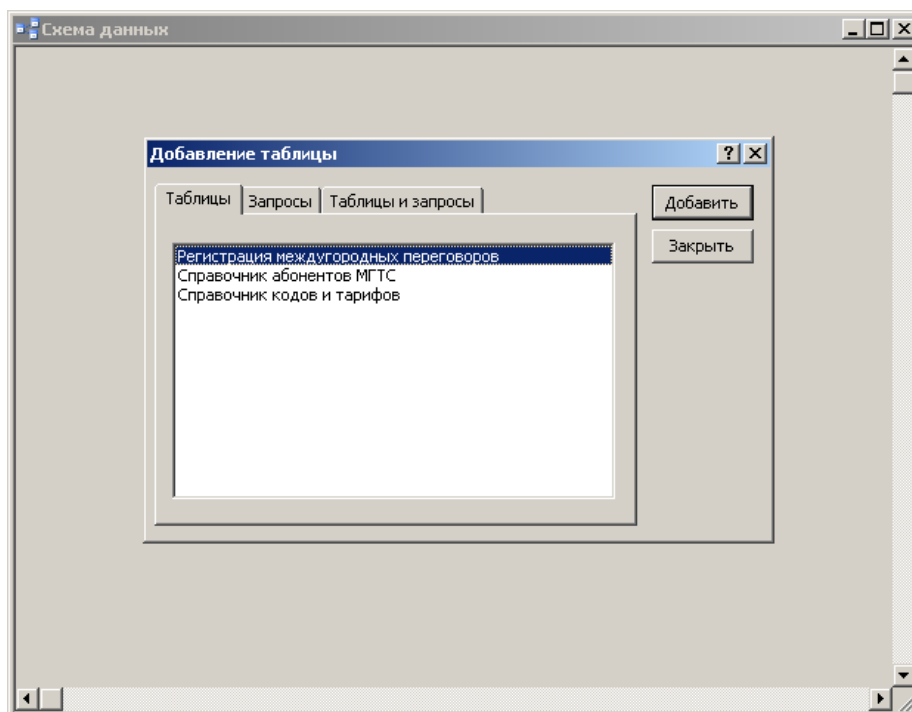 Схема данных
Добавление таблицы
Таблицы Запросы Таблицы и запросы
Добавить
Закрыть
Регистрация междугородных переговоров
Справочник абонентов МГТС
Справочник кодов и тарифов